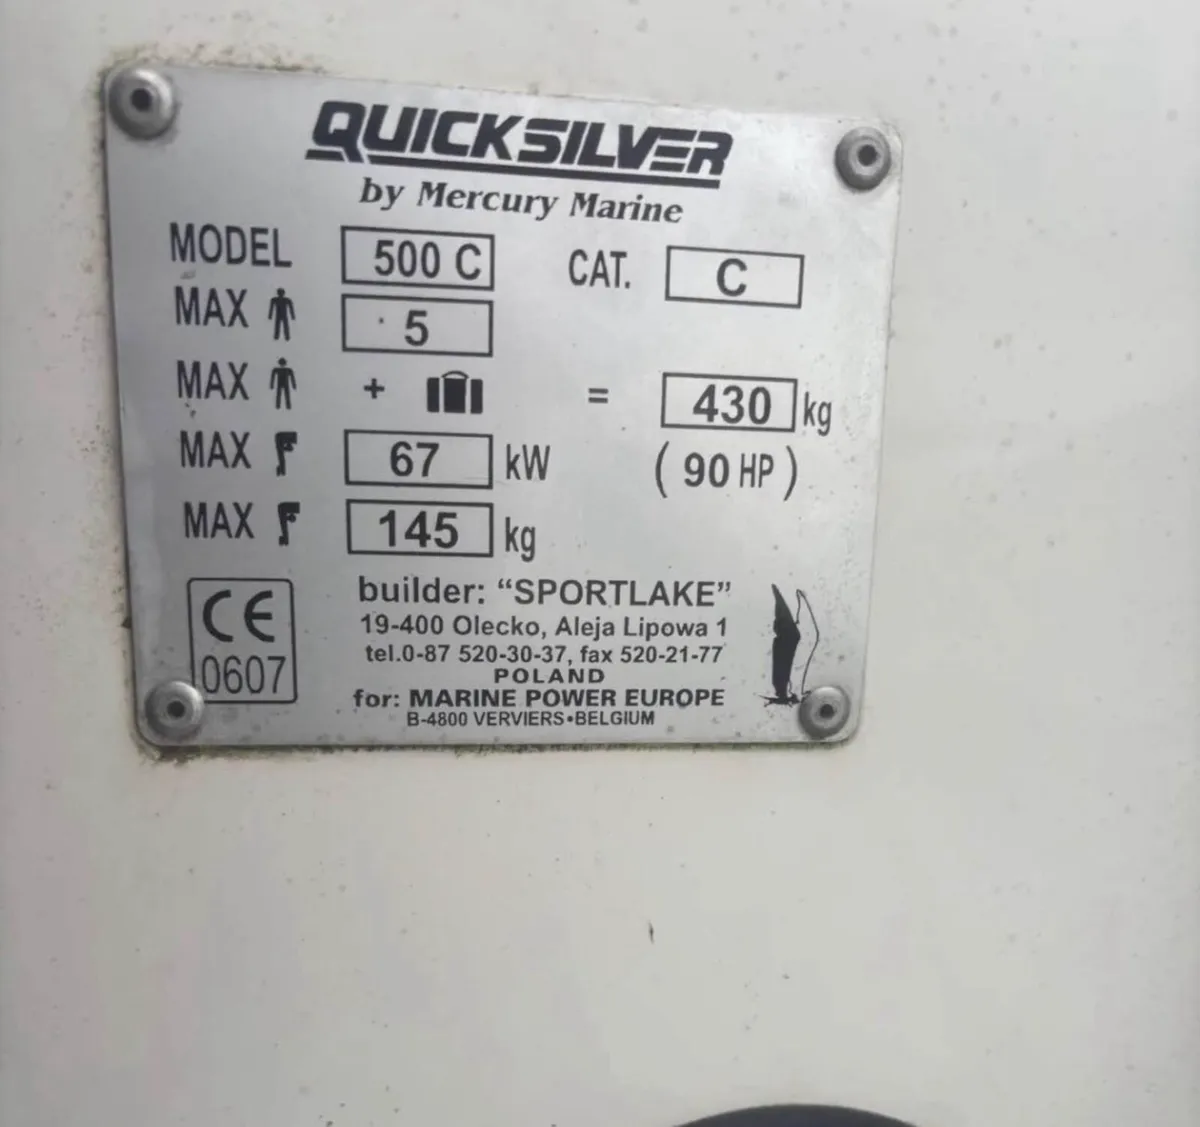 QUICKSILVER
by Mercury Marine
MODEL 500 C CAT. C
MAX 5
MAX + = 430 kg
MAX 67 kW (90 HP)
MAX 145 kg
CE
0607
builder: "SPORTLAKE"
19-400 Olecko, Aleja Lipowa 1
tel.0-87 520-30-37, fax 520-21-77
POLAND
for: MARINE POWER EUROPE
B-4800 VERVIERS•BELGIUM